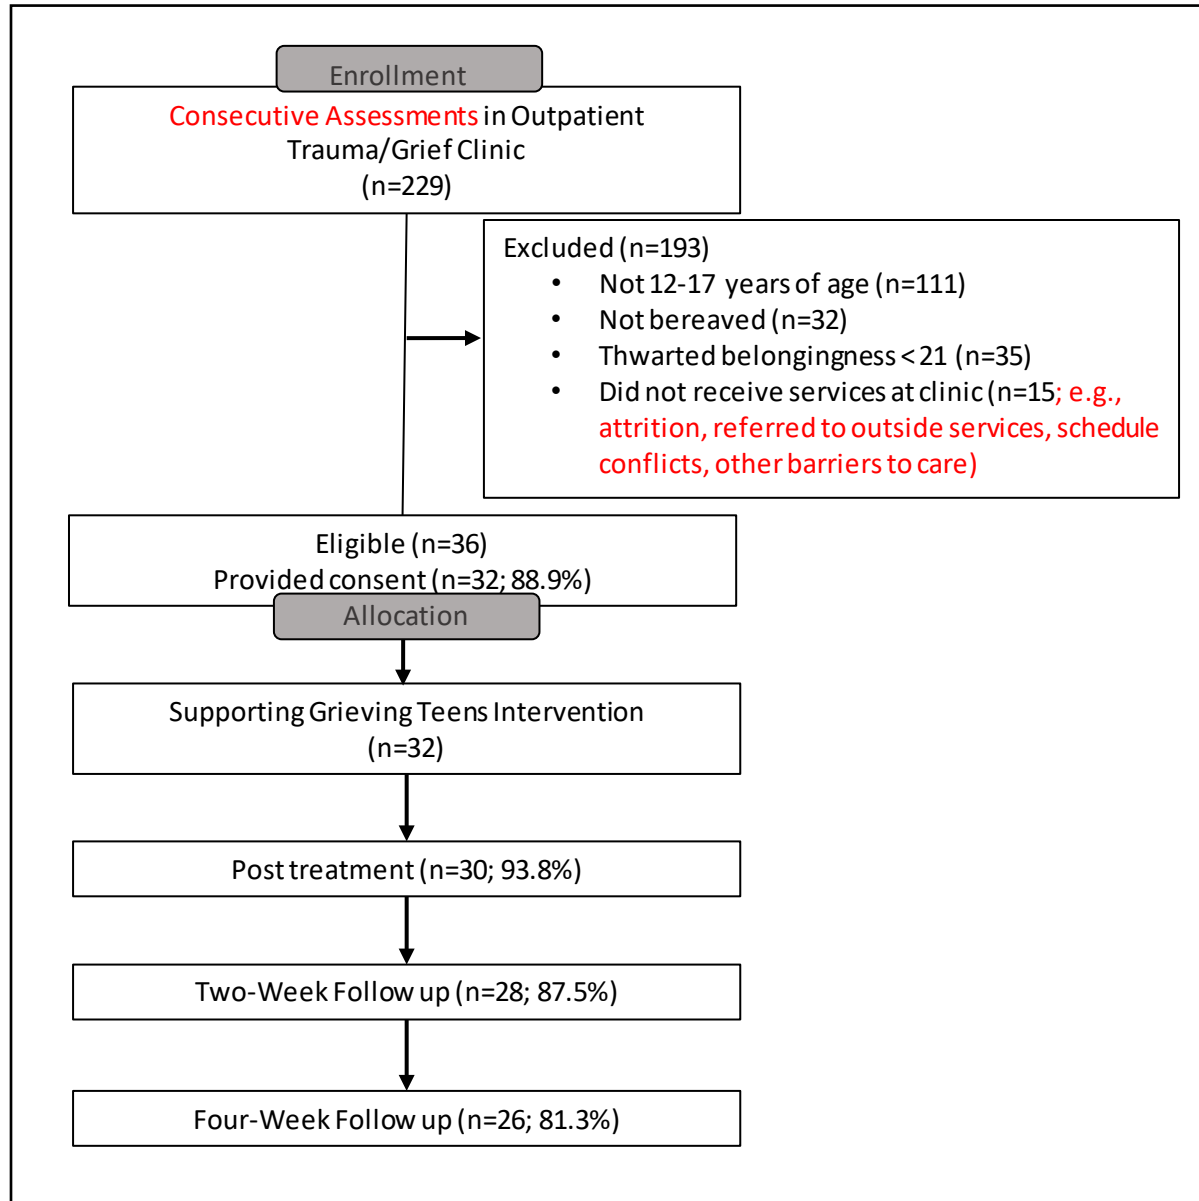 Enrollment
Consecutive Assessments in Outpatient
Trauma/Grief Clinic
(n=229)
Excluded (n=193)
• Not 12-17 years of age (n=111)
• Not bereaved (n=32)
• Thwarted belongingness < 21 (n=35)
• Did not receive services at clinic (n=15; e.g.,
attrition, referred to outside services, schedule
conflicts, other barriers to care)
Eligible (n=36)
Provided consent (n=32; 88.9%)
Allocation
Supporting Grieving Teens Intervention
(n=32)
Post treatment (n=30; 93.8%)
Two-Week Follow up (n=28; 87.5%)
Four-Week Follow up (n=26; 81.3%)